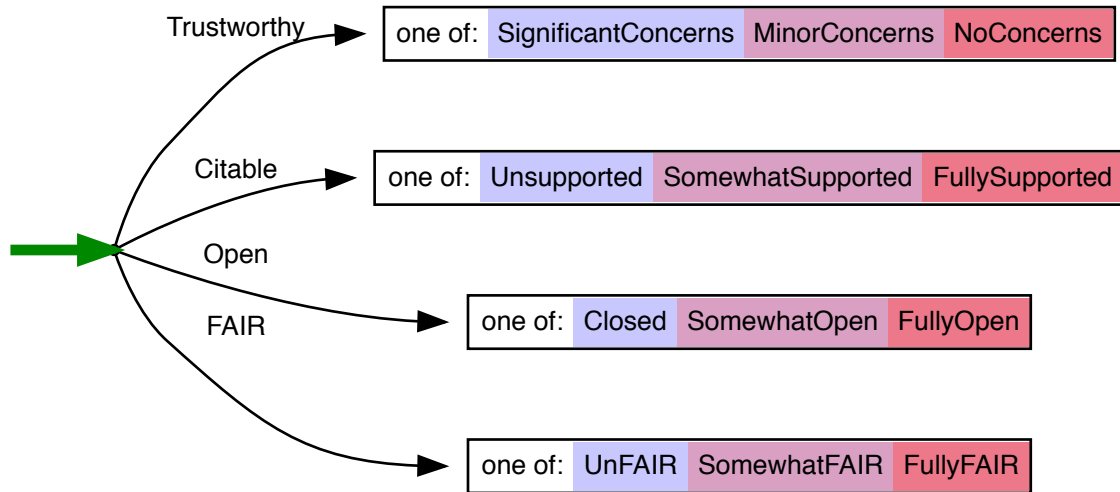 Trustworthy
one of: SignificantConcerns MinorConcerns NoConcerns
Citable
one of: Unsupported SomewhatSupported FullySupported
Open
one of: Closed SomewhatOpen FullyOpen
FAIR
one of: UnFAIR SomewhatFAIR FullyFAIR